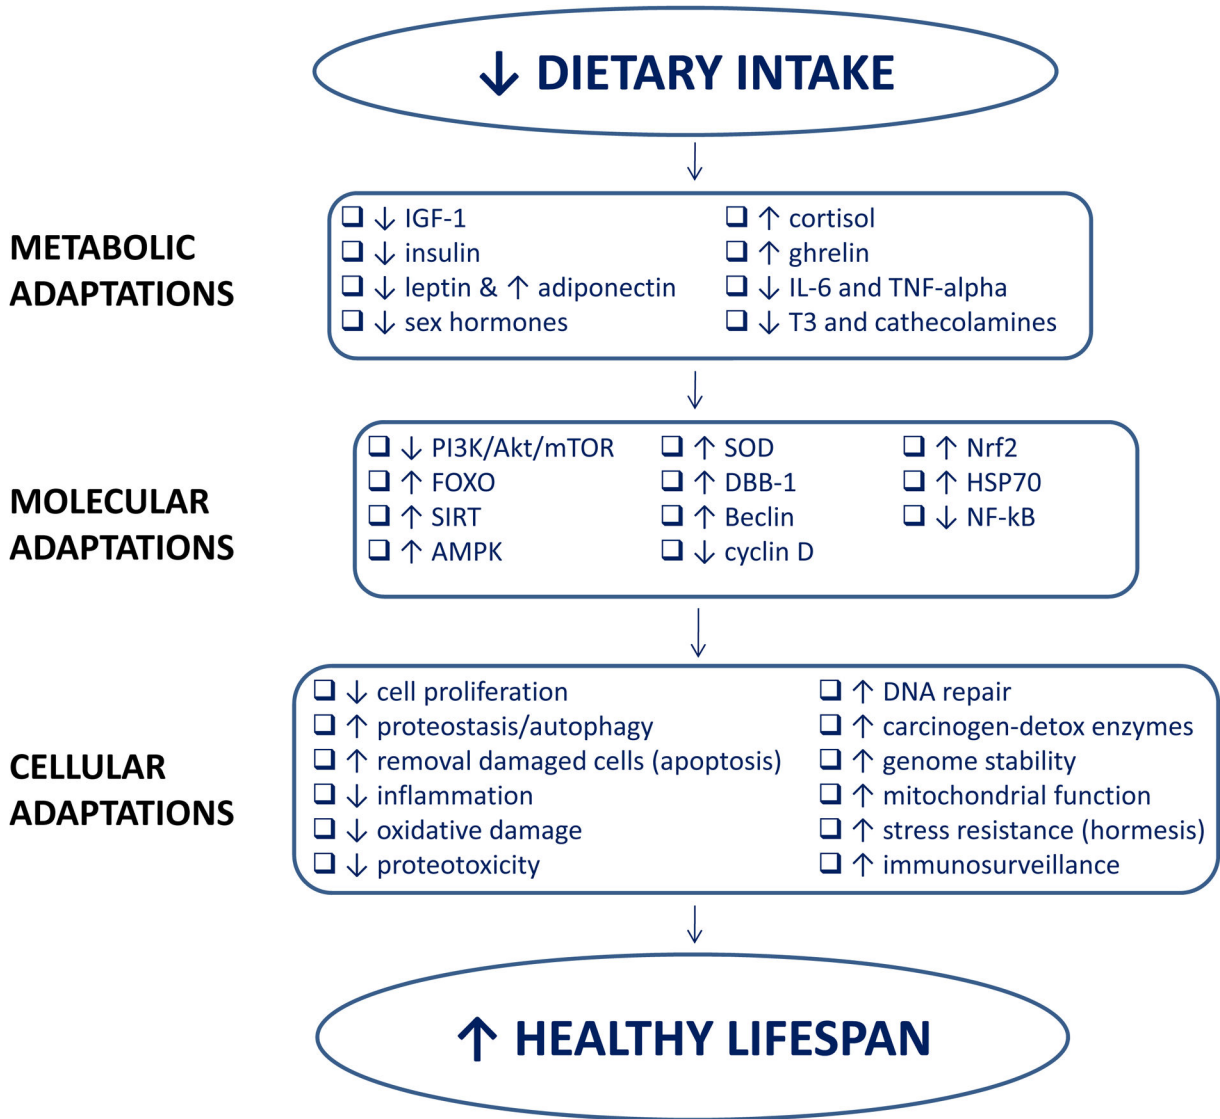 ↓ DIETARY INTAKE
METABOLIC
ADAPTATIONS
❑ ↓ IGF-1
❑ ↓ insulin
❑ ↓ leptin & ↑ adiponectin
❑ ↓ sex hormones
❑ ↑ cortisol
❑ ↑ ghrelin
❑ ↓ IL-6 and TNF-alpha
❑ ↓ T3 and cathecolamines
MOLECULAR
ADAPTATIONS
❑ ↓ PI3K/Akt/mTOR
❑ ↑ FOXO
❑ ↑ SIRT
❑ ↑ AMPK
❑ ↑ SOD
❑ ↑ DBB-1
❑ ↑ Beclin
❑ ↓ cyclin D
❑ ↑ Nrf2
❑ ↑ HSP70
❑ ↓ NF-kB
CELLULAR
ADAPTATIONS
❑ ↓ cell proliferation
❑ ↑ proteostasis/autophagy
❑ ↑ removal damaged cells (apoptosis)
❑ ↓ inflammation
❑ ↓ oxidative damage
❑ ↓ proteotoxicity
❑ ↑ DNA repair
❑ ↑ carcinogen-detox enzymes
❑ ↑ genome stability
❑ ↑ mitochondrial function
❑ ↑ stress resistance (hormesis)
❑ ↑ immunosurveillance
↑ HEALTHY LIFESPAN